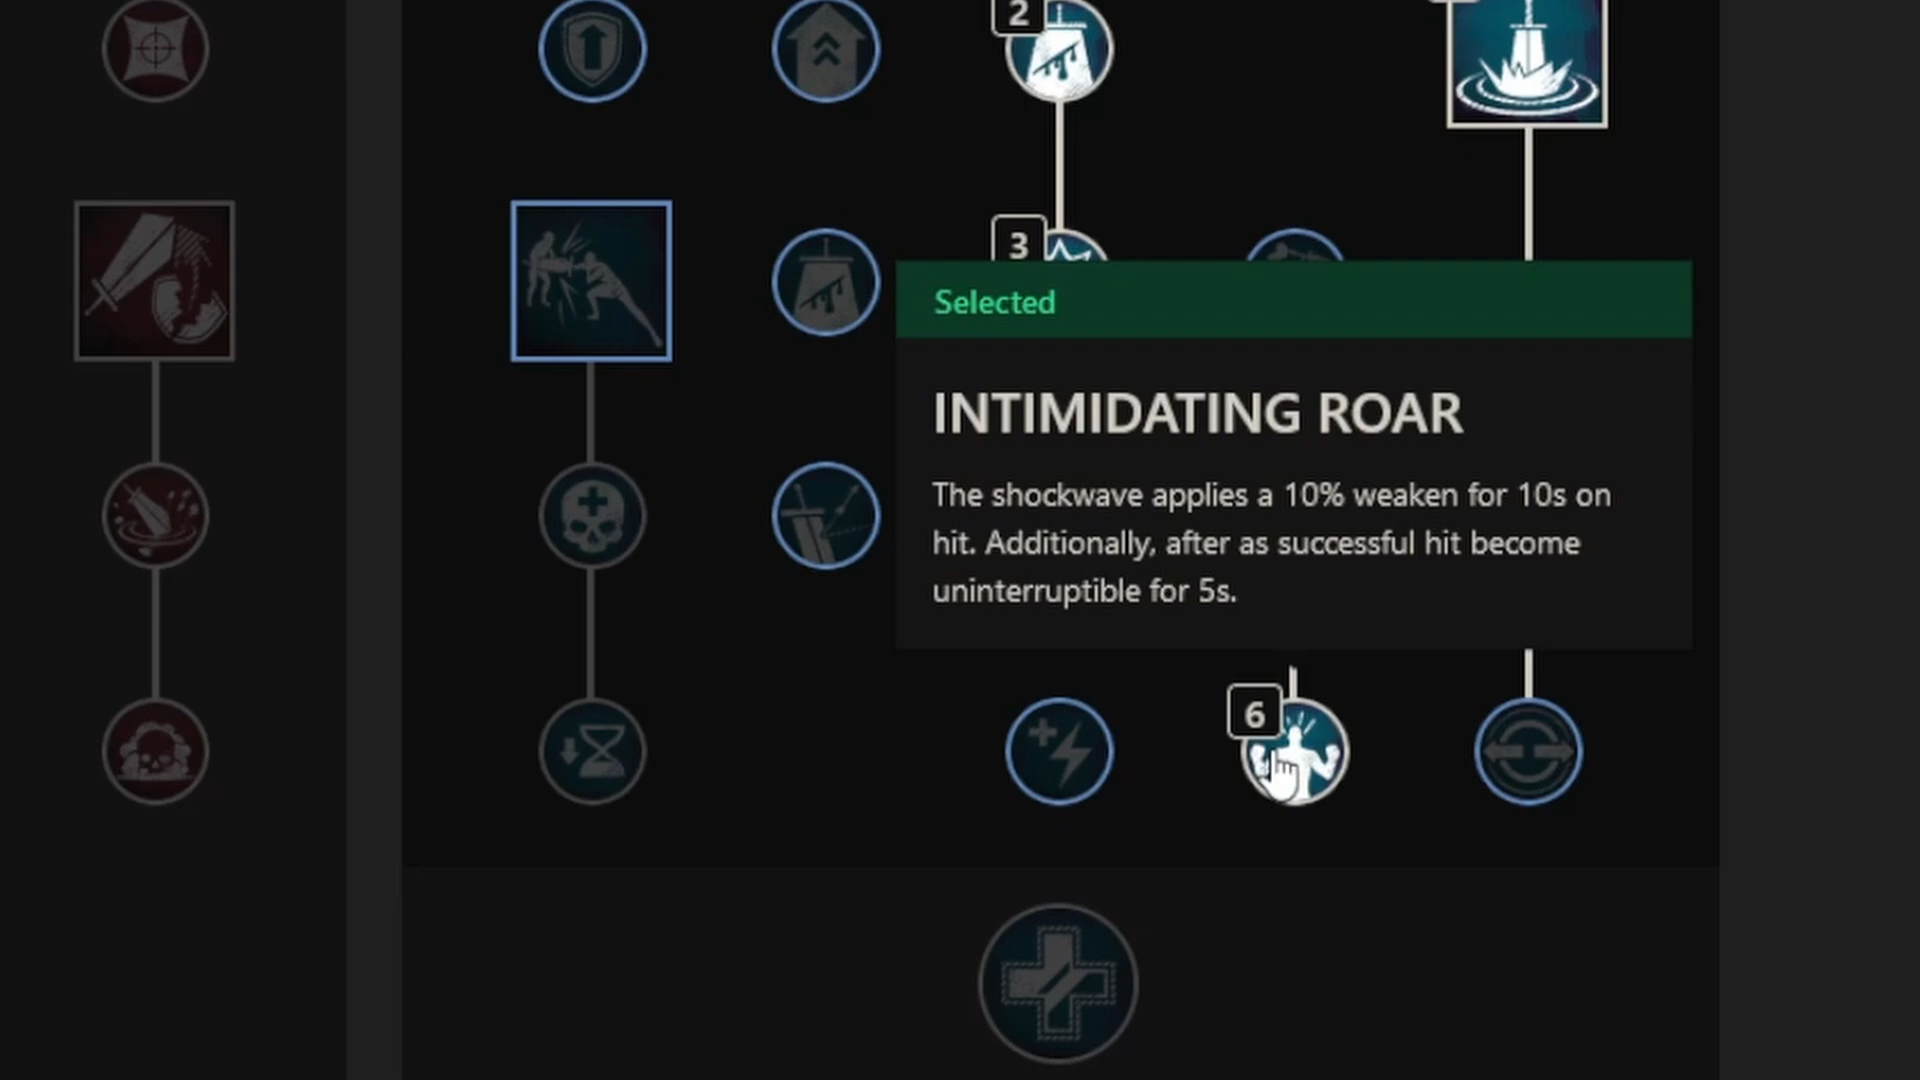 2
3
Selected
INTIMIDATING ROAR
The shockwave applies a 10% weaken for 10s on
hit. Additionally, after as successful hit become
uninterruptible for 5s.
6